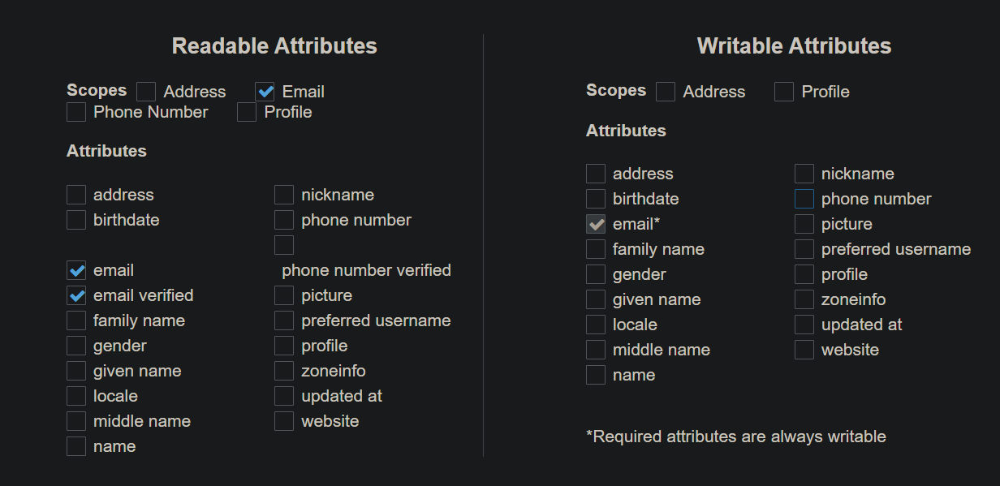 Readable Attributes
Scopes Address Email
Phone Number Profile
Attributes
address nickname
birthdate phone number
email phone number verified
email verified picture
family name preferred username
gender profile
given name zoneinfo
locale updated at
middle name website
name
Writable Attributes
Scopes Address Profile
Attributes
address nickname
birthdate phone number
email* picture
family name preferred username
gender profile
given name zoneinfo
locale updated at
middle name website
name
*Required attributes are always writable